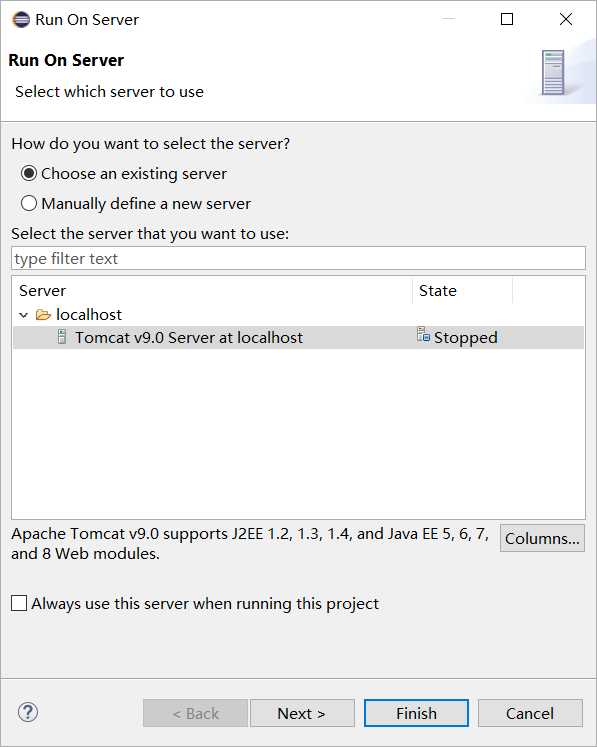 Run On Server
Run On Server
Select which server to use
How do you want to select the server?
Choose an existing server
Manually define a new server
Select the server that you want to use:
type filter text
Server State
localhost
Tomcat v9.0 Server at localhost Stopped
Apache Tomcat v9.0 supports J2EE 1.2, 1.3, 1.4, and Java EE 5, 6, 7,
and 8 Web modules.
Columns...
Always use this server when running this project
? < Back Next > Finish Cancel